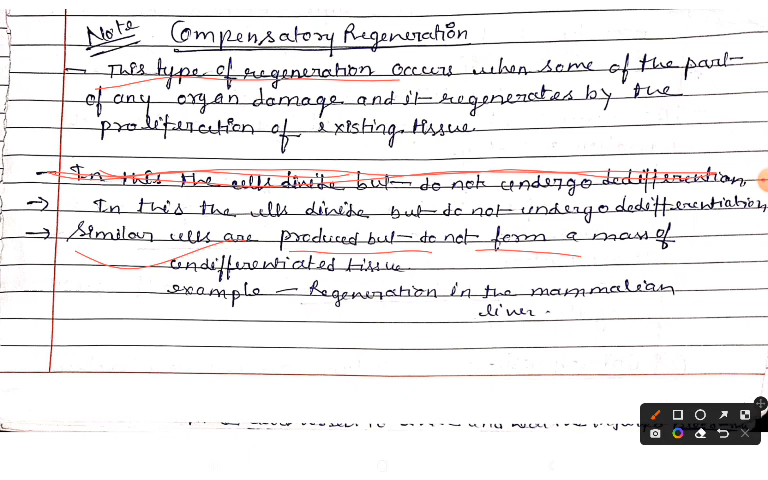 Note Compensatory Regeneration
- This type of regeneration occurs when some of the part
of any organ damage and it regenerates by the
proliferation of existing tissue.
- In this the cells divide but do not undergo dedifferention,
→ In this the cells divide but do not undergo dedifferentiation
→ Similar cells are produced but do not form a mass of
undifferentiated tissue
example - Regeneration in the mammalian
liver.